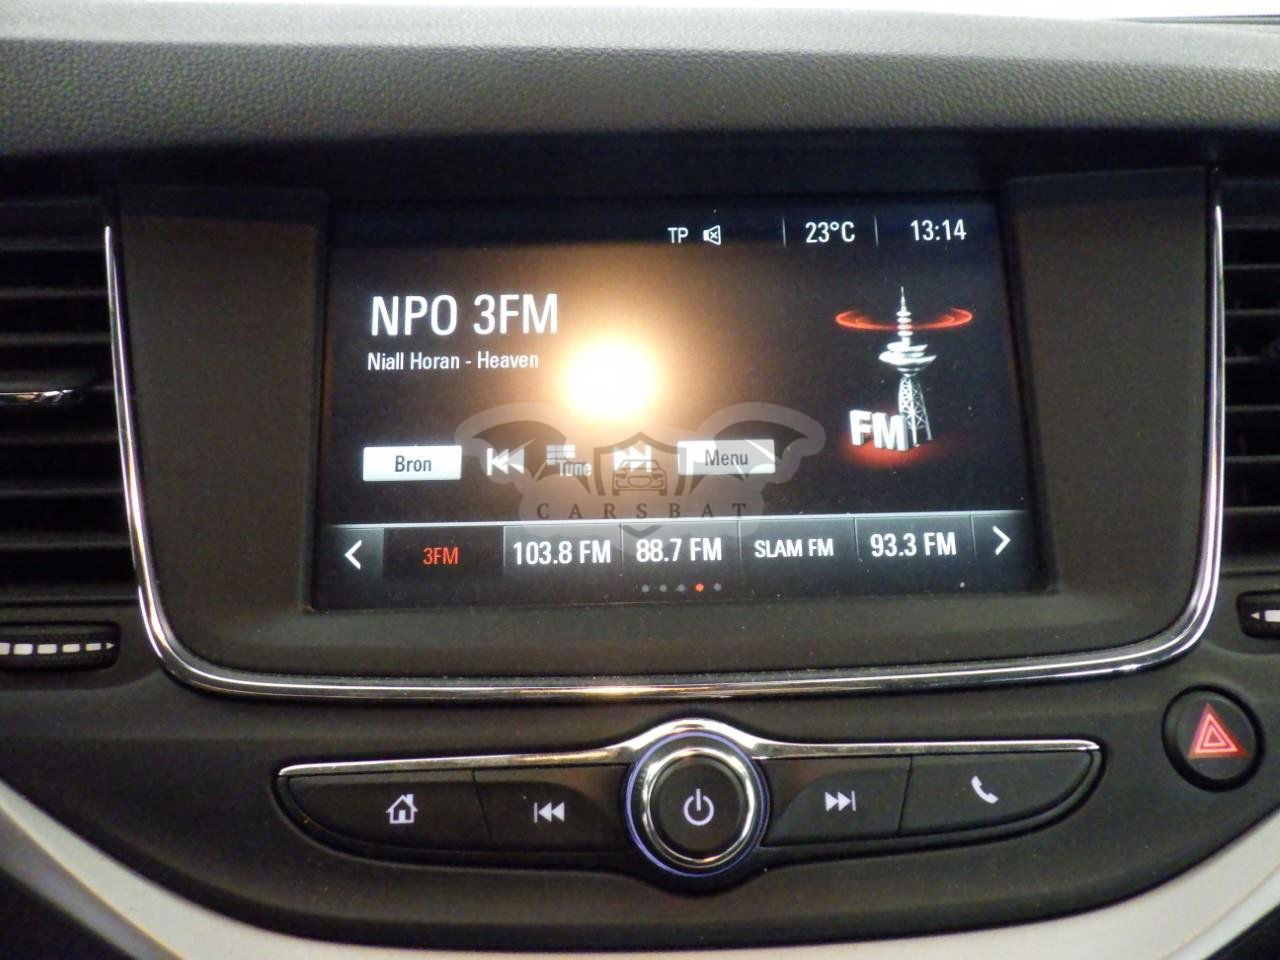 TP 23°C 13:14
NPO 3FM
Niall Horan - Heaven
FM
Bron Tune Menu
CARSBAT
3FM 103.8 FM 88.7 FM SLAM FM 93.3 FM